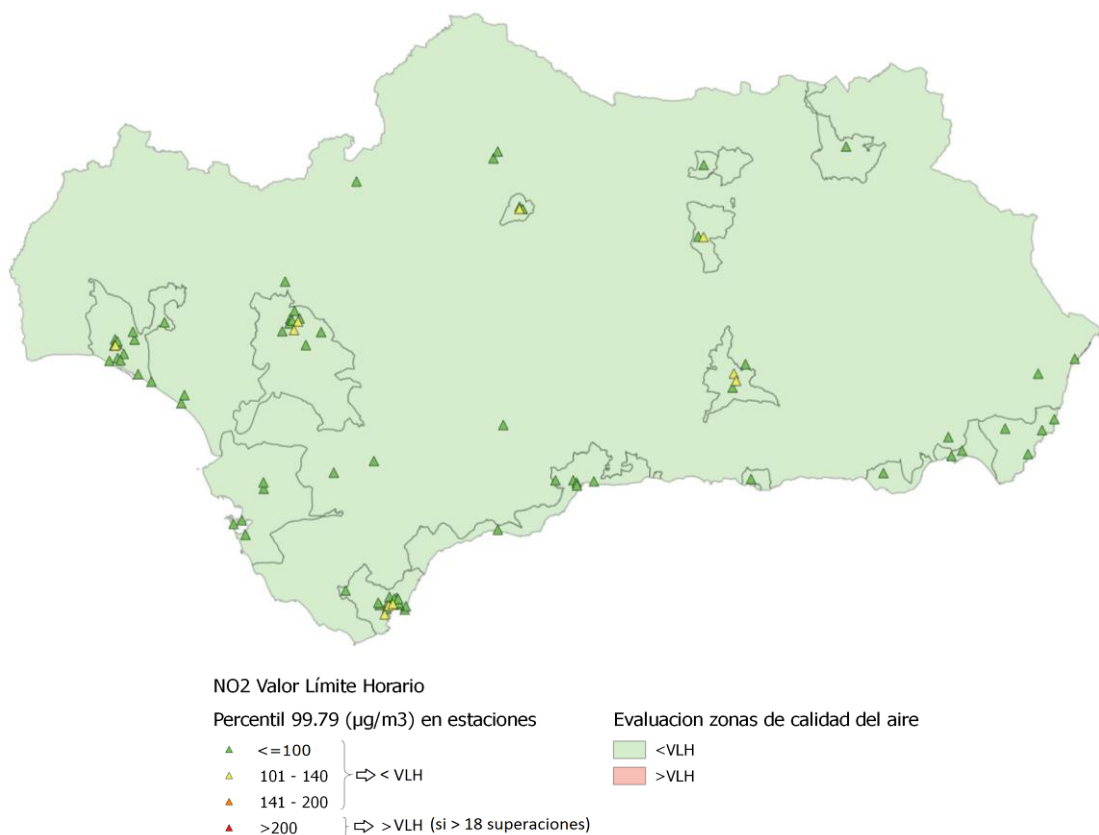 NO2 Valor Límite Horario
Percentil 99.79 (µg/m3) en estaciones
<=100
101 - 140
141 - 200
< VLH
>200
>VLH (si > 18 superaciones)
Evaluacion zonas de calidad del aire
<VLH
>VLH